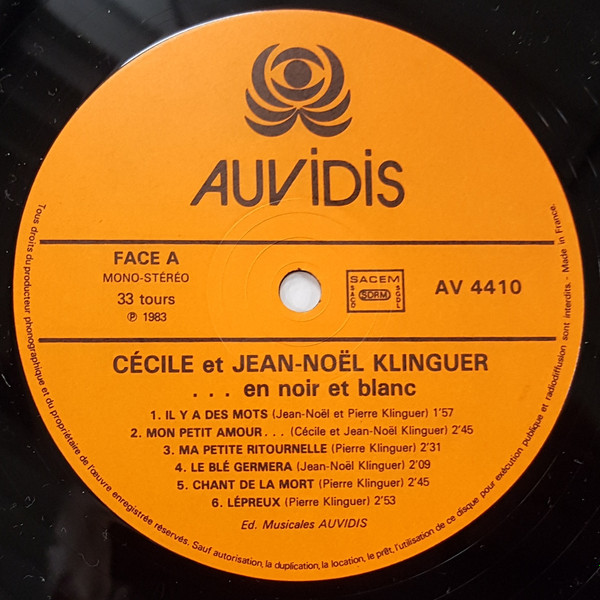 AUViDiS
FACE A
MONO-STÉRÉO
33 tours
℗ 1983
SACEM
SACD
SDRM
SGDL
AV 4410
CÉCILE et JEAN-NOËL KLINGUER
. . . en noir et blanc
1. IL Y A DES MOTS (Jean-Noël et Pierre Klinguer) 1'57
2. MON PETIT AMOUR . . . (Cécile et Jean-Noël Klinguer) 2'45
3. MA PETITE RITOURNELLE (Pierre Klinguer) 2'31
4. LE BLÉ GERMERA (Jean-Noël Klinguer) 2'09
5. CHANT DE LA MORT (Pierre Klinguer) 2'45
6. LÉPREUX (Pierre Klinguer) 2'53
Ed. Musicales AUVIDIS
Tous droits du producteur phonographique et du propriétaire de l'œuvre enregistrée réservés. Sauf autorisation, la duplication, la location, le prêt, l'utilisation de ce disque pour exécution publique et radiodiffusion sont interdits. - Made in France.